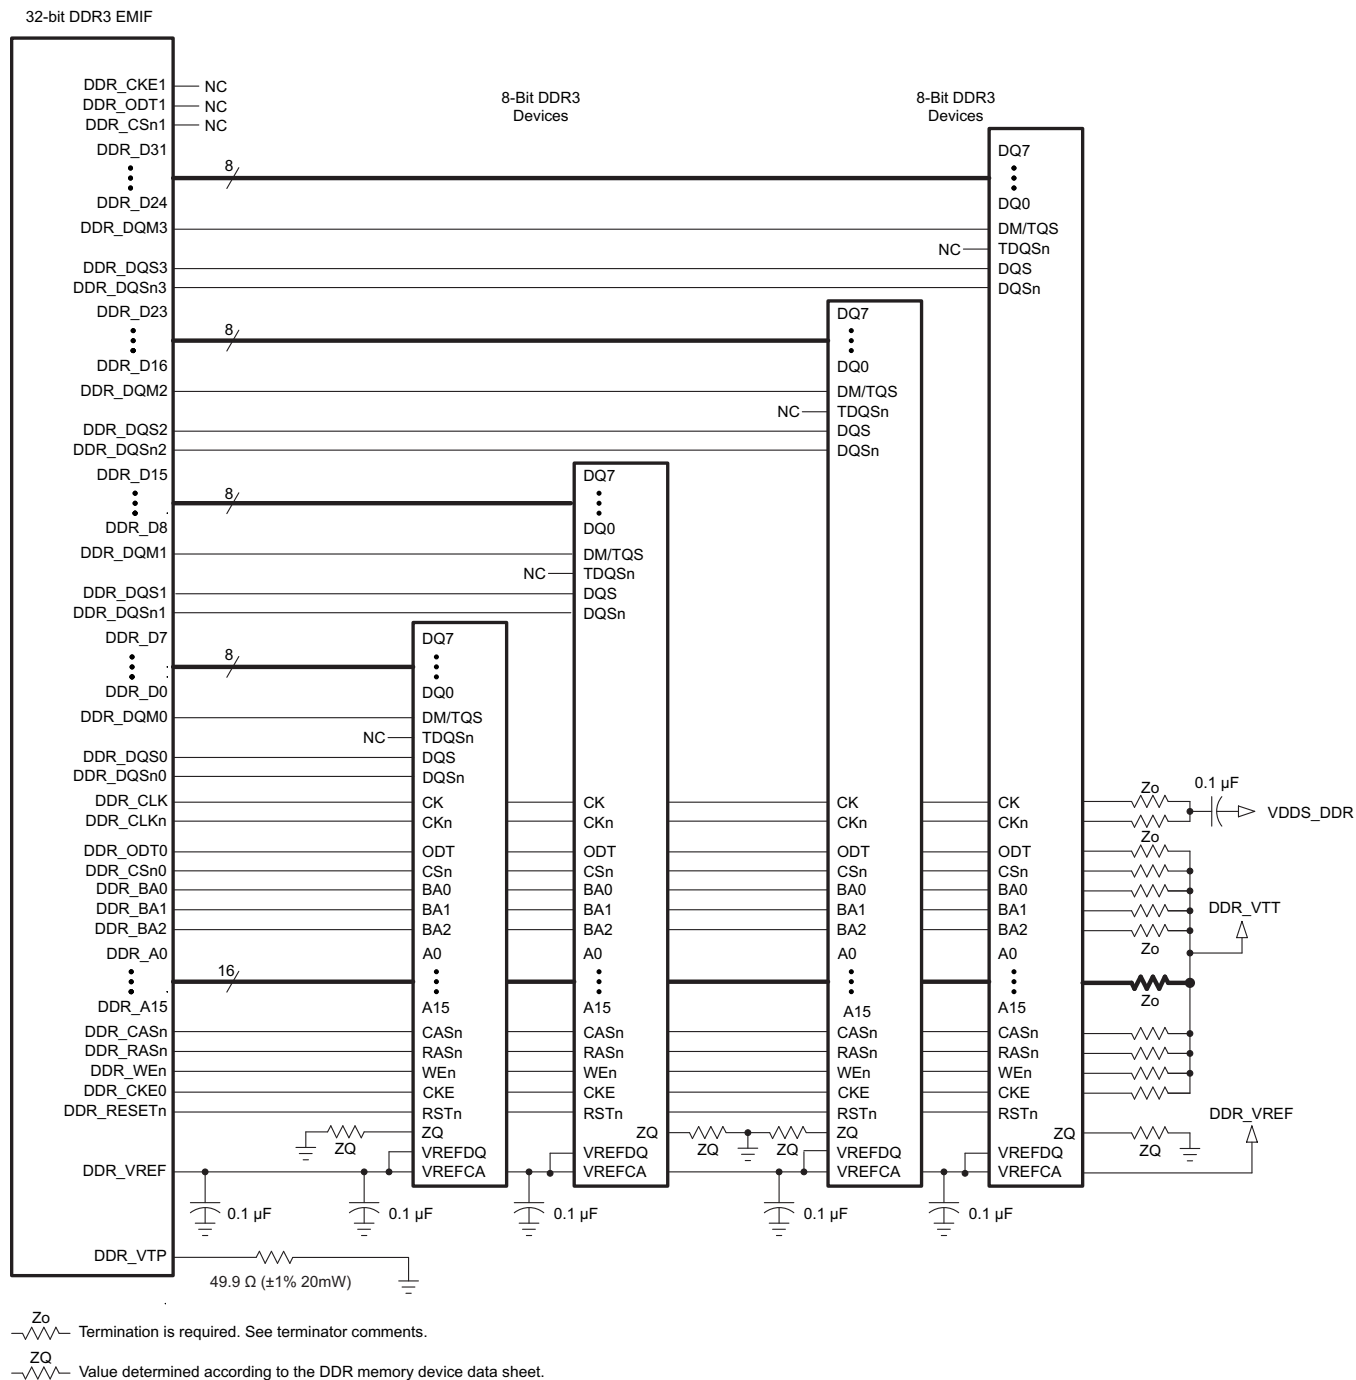 32-bit DDR3 EMIF
DDR_CKE1 NC
DDR_ODT1 NC
DDR_CSn1 NC
8-Bit DDR3
Devices
8-Bit DDR3
Devices
DDR_D31 8 DQ7
DDR_D24 DQ0
DDR_DQM3 DM/TQS
NC TDQSn
DDR_DQS3 DQS
DDR_DQSn3 DQSn
DDR_D23 8 DQ7
DDR_D16 DQ0
DDR_DQM2 DM/TQS
NC TDQSn
DDR_DQS2 DQS
DDR_DQSn2 DQSn
DDR_D15 8 DQ7
DDR_D8 DQ0
DDR_DQM1 DM/TQS
NC TDQSn
DDR_DQS1 DQS
DDR_DQSn1 DQSn
DDR_D7 8 DQ7
DDR_D0 DQ0
DDR_DQM0 DM/TQS
NC TDQSn
DDR_DQS0 DQS
DDR_DQSn0 DQSn
Zo 0.1 µF
DDR_CLK CK CK CK CK VDDS_DDR
DDR_CLKn CKn CKn CKn CKn
Zo
DDR_ODT0 ODT ODT ODT ODT
DDR_CSn0 CSn CSn CSn CSn
DDR_BA0 BA0 BA0 BA0 BA0
DDR_BA1 BA1 BA1 BA1 BA1 DDR_VTT
DDR_BA2 BA2 BA2 BA2 BA2
Zo
DDR_A0 A0 A0 A0 A0
16
Zo
DDR_A15 A15 A15 A15 A15
DDR_CASn CASn CASn CASn CASn
DDR_RASn RASn RASn RASn RASn
DDR_WEn WEn WEn WEn WEn
DDR_CKE0 CKE CKE CKE CKE
DDR_RESETn RSTn RSTn RSTn RSTn DDR_VREF
ZQ ZQ ZQ ZQ
ZQ ZQ ZQ ZQ
VREFDQ VREFDQ VREFDQ VREFDQ
DDR_VREF VREFCA VREFCA VREFCA VREFCA
0.1 µF 0.1 µF 0.1 µF 0.1 µF 0.1 µF
DDR_VTP
49.9 Ω (±1% 20mW)
Zo
Termination is required. See terminator comments.
ZQ
Value determined according to the DDR memory device data sheet.